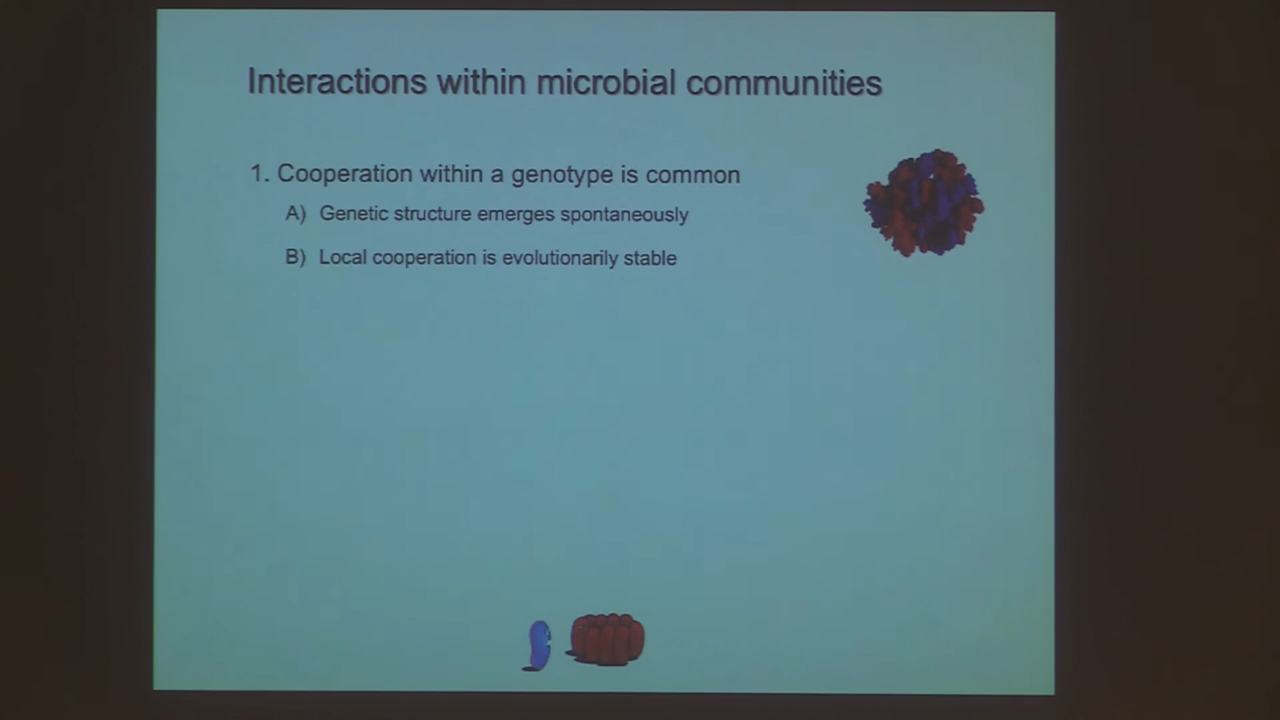 Interactions within microbial communities
1. Cooperation within a genotype is common
A) Genetic structure emerges spontaneously
B) Local cooperation is evolutionarily stable